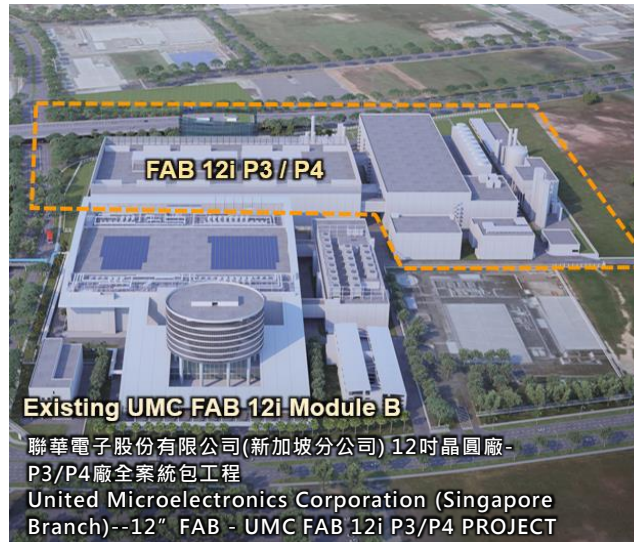 FAB 12i P3 / P4
Existing UMC FAB 12i Module B
聯華電子股份有限公司(新加坡分公司) 12吋晶圓廠-
P3/P4廠全案統包工程
United Microelectronics Corporation (Singapore
Branch)--12” FAB - UMC FAB 12i P3/P4 PROJECT